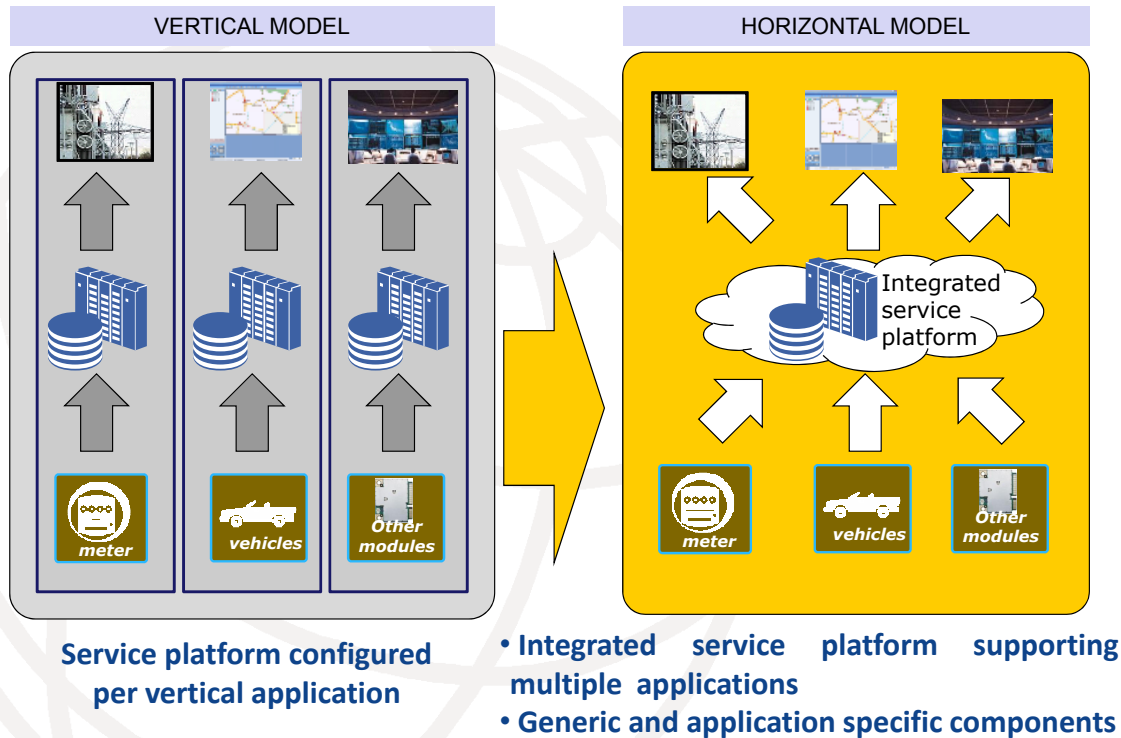 VERTICAL MODEL
HORIZONTAL MODEL
Integrated
service
platform
meter
vehicles
Other
modules
meter
vehicles
Other
modules
Service platform configured
per vertical application
• Integrated service platform supporting
multiple applications
• Generic and application specific components